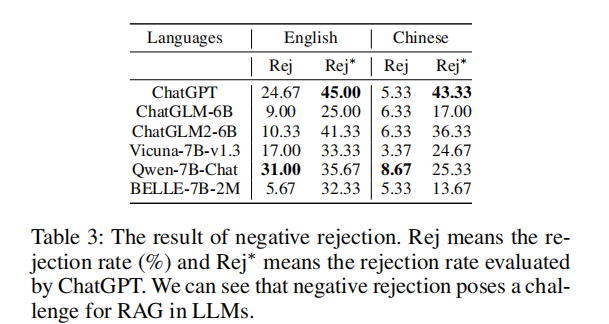 Languages English Chinese
Rej Rej* Rej Rej*
ChatGPT 24.67 45.00 5.33 43.33
ChatGLM-6B 9.00 25.00 6.33 17.00
ChatGLM2-6B 10.33 41.33 6.33 36.33
Vicuna-7B-v1.3 17.00 33.33 3.37 24.67
Qwen-7B-Chat 31.00 35.67 8.67 25.33
BELLE-7B-2M 5.67 32.33 5.33 13.67
Table 3: The result of negative rejection. Rej means the re-
jection rate (%) and Rej* means the rejection rate evaluated
by ChatGPT. We can see that negative rejection poses a chal-
lenge for RAG in LLMs.